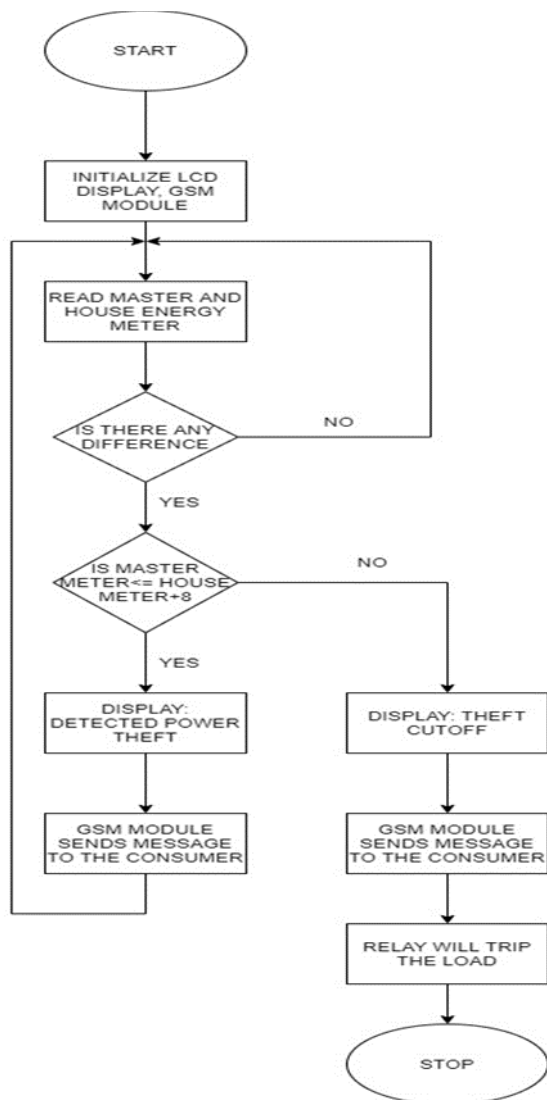 START
INITIALIZE LCD
DISPLAY, GSM
MODULE
READ MASTER AND
HOUSE ENERGY
METER
IS THERE ANY
DIFFERENCE
NO
YES
IS MASTER
METER<= HOUSE
METER+8
NO
YES
DISPLAY:
DETECTED POWER
THEFT
GSM MODULE
SENDS MESSAGE
TO THE CONSUMER
DISPLAY: THEFT
CUTOFF
GSM MODULE
SENDS MESSAGE
TO THE CONSUMER
RELAY WILL TRIP
THE LOAD
STOP